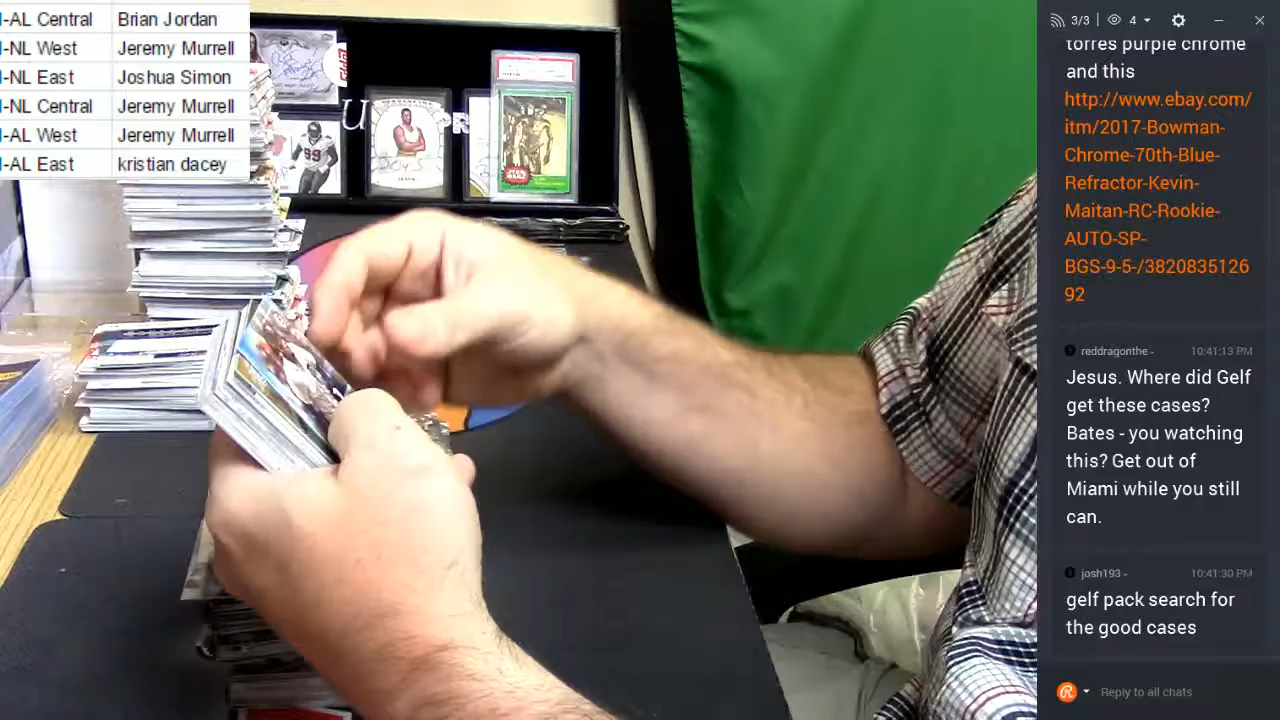 -AL Central Brian Jordan
-NL West Jeremy Murrell
-NL East Joshua Simon
-NL Central Jeremy Murrell
-AL West Jeremy Murrell
-AL East kristian dacey
STAR WARS
3/3 4
torres purple chrome
and this
http://www.ebay.com/
itm/2017-Bowman-
Chrome-70th-Blue-
Refractor-Kevin-
Maitan-RC-Rookie-
AUTO-SP-
BGS-9-5-/3820835126
92
reddragonthe - 10:41:13 PM
Jesus. Where did Gelf
get these cases?
Bates - you watching
this? Get out of
Miami while you still
can.
josh193 - 10:41:30 PM
gelf pack search for
the good cases
Reply to all chats